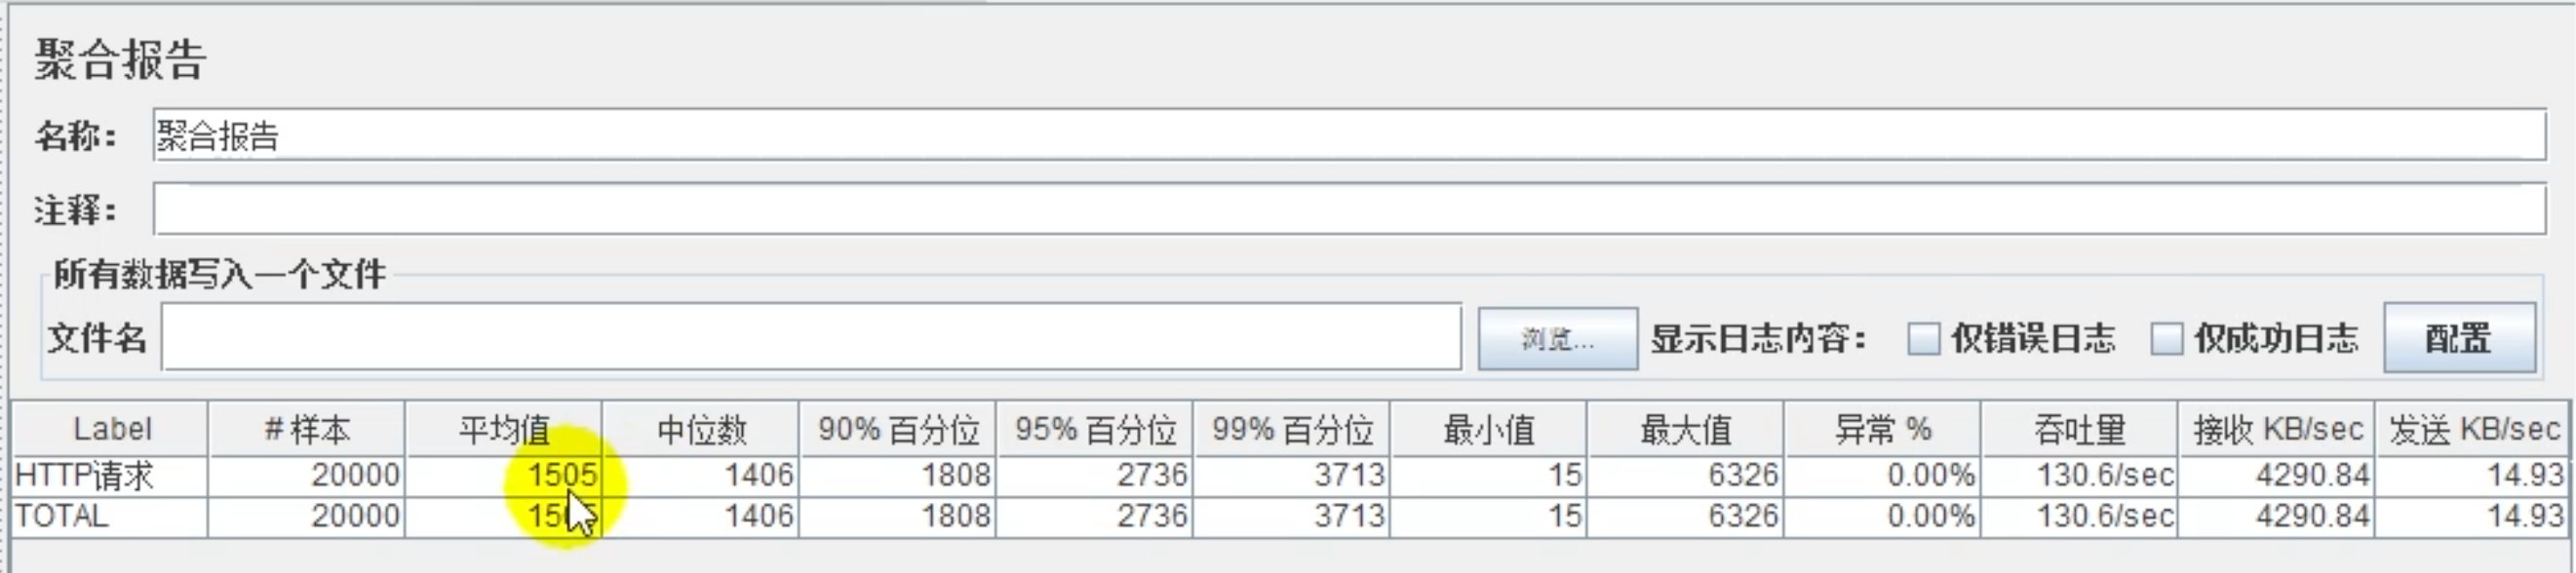 聚合报告
名称： 聚合报告
注释：
所有数据写入一个文件
文件名 浏览... 显示日志内容： 仅错误日志 仅成功日志 配置
Label # 样本 平均值 中位数 90% 百分位 95% 百分位 99% 百分位 最小值 最大值 异常 % 吞吐量 接收 KB/sec 发送 KB/sec
HTTP请求 20000 1505 1406 1808 2736 3713 15 6326 0.00% 130.6/sec 4290.84 14.93
TOTAL 20000 1406 1808 2736 3713 15 6326 0.00% 130.6/sec 4290.84 14.93